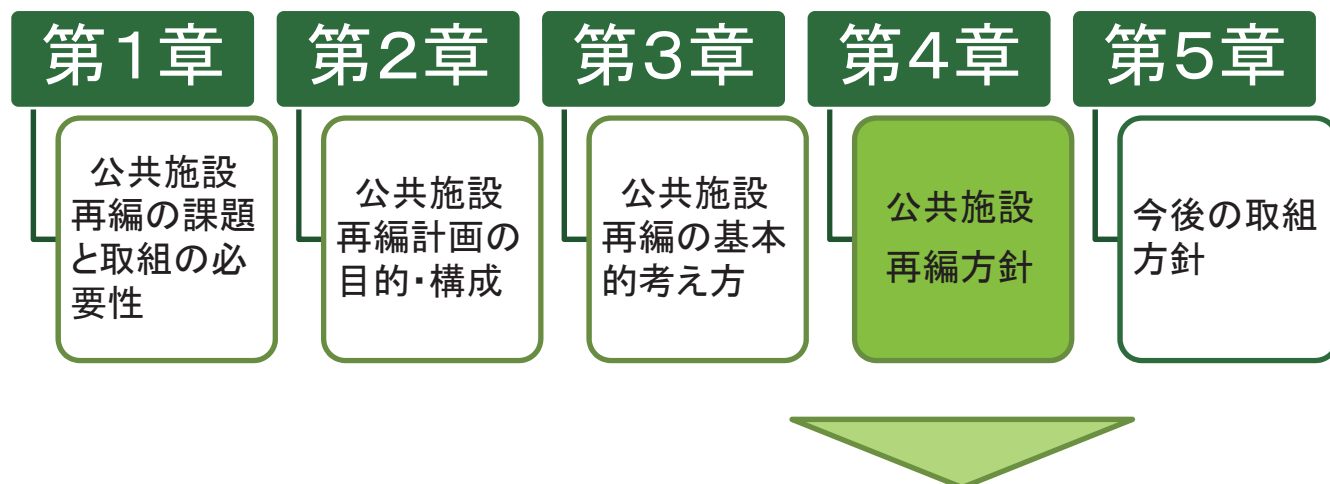 第1章
公共施設
再編の課題
と取組の必
要性
第2章
公共施設
再編計画の
目的・構成
第3章
公共施設
再編の基本
的考え方
第4章
公共施設
再編方針
第5章
今後の取組
方針